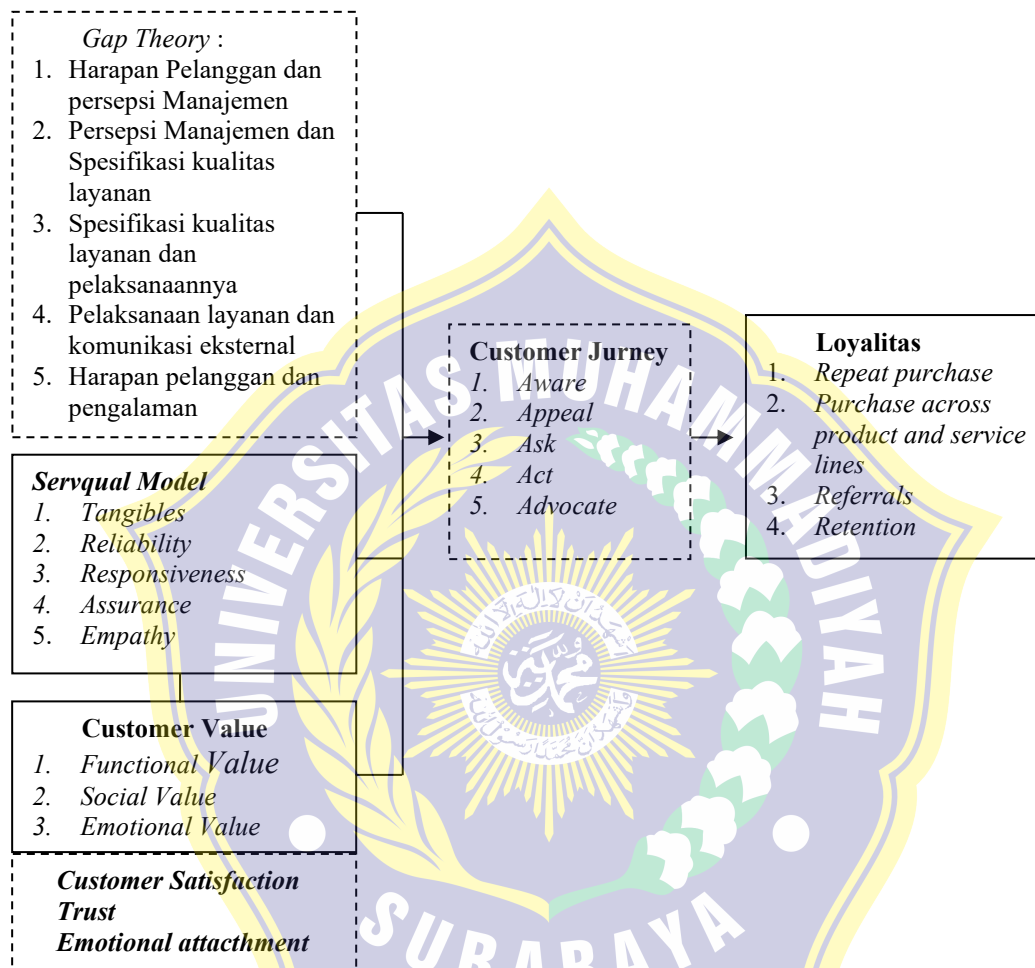 Gap Theory :
1. Harapan Pelanggan dan
persepsi Manajemen
2. Persepsi Manajemen dan
Spesifikasi kualitas
layanan
3. Spesifikasi kualitas
layanan dan
pelaksanaannya
4. Pelaksanaan layanan dan
komunikasi eksternal
5. Harapan pelanggan dan
pengalaman
Servqual Model
1. Tangibles
2. Reliability
3. Responsiveness
4. Assurance
5. Empathy
Customer Value
1. Functional Value
2. Social Value
3. Emotional Value
Customer Satisfaction
Trust
Emotional attacthment
Customer Jurney
1. Aware
2. Appeal
3. Ask
4. Act
5. Advocate
Loyalitas
1. Repeat purchase
2. Purchase across
product and service
lines
3. Referrals
4. Retention
UNIVERSITAS MUHAMMADIYAH
SURABAYA